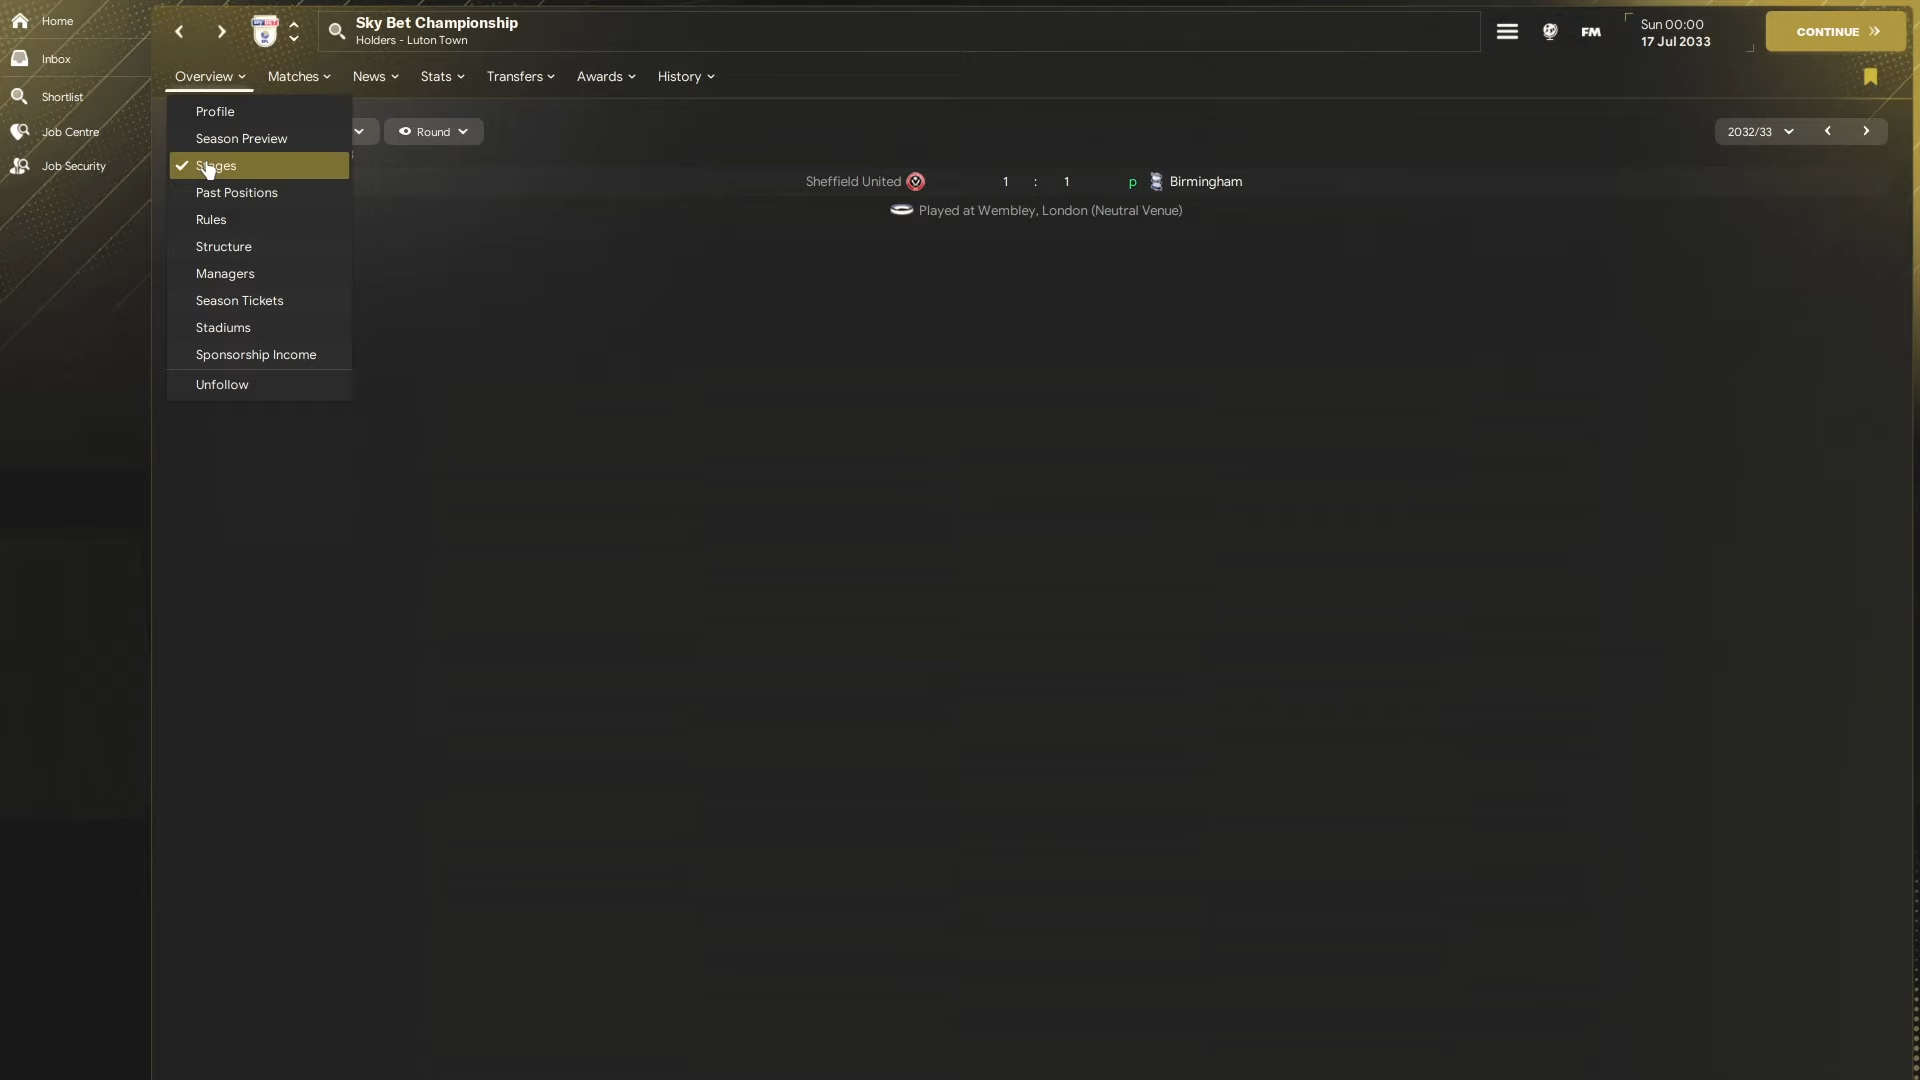 Home
Inbox
Shortlist
Job Centre
Job Security
Sky Bet Championship
Holders - Luton Town
FM
Sun 00:00
17 Jul 2033
CONTINUE
Overview
Matches
News
Stats
Transfers
Awards
History
Profile
Season Preview
Stages
Past Positions
Rules
Structure
Managers
Season Tickets
Stadiums
Sponsorship Income
Unfollow
Round
2032/33
Sheffield United 1 : 1 p Birmingham
Played at Wembley, London (Neutral Venue)